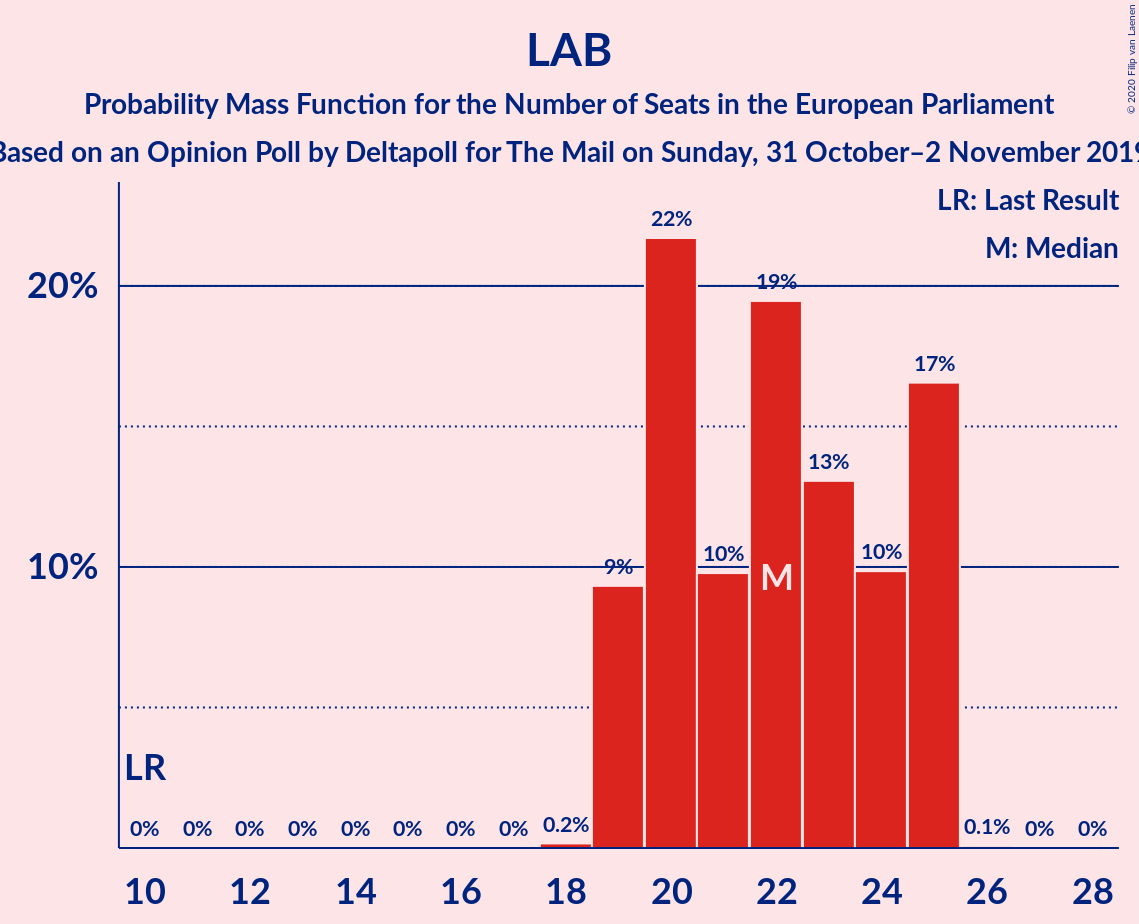 LAB
Probability Mass Function for the Number of Seats in the European Parliament
Based on an Opinion Poll by Deltapoll for The Mail on Sunday, 31 October–2 November 2019
© 2020 Filip van Laenen
LR: Last Result
M: Median
20%
10%
22%
19%
17%
13%
10%
10%
9%
M
LR
0% 0% 0% 0% 0% 0% 0% 0% 0.2% 0.1% 0% 0%
10 12 14 16 18 20 22 24 26 28